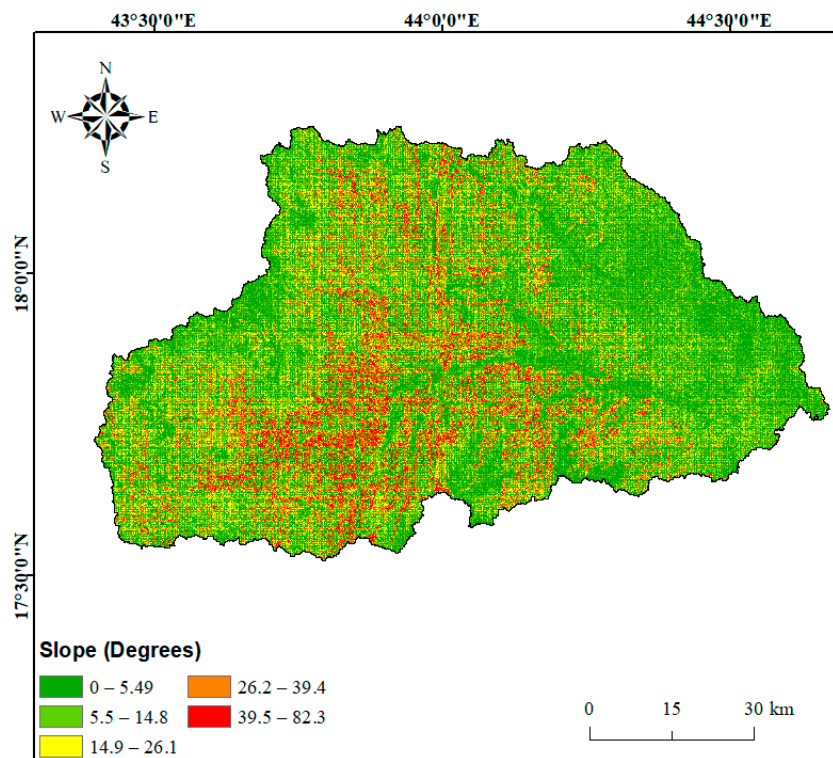 43°30'0"E 44°0'0"E 44°30'0"E
N
W E
S
18°0'0"N
17°30'0"N
Slope (Degrees)
0 – 5.49 26.2 – 39.4
5.5 – 14.8 39.5 – 82.3
14.9 – 26.1
0 15 30 km